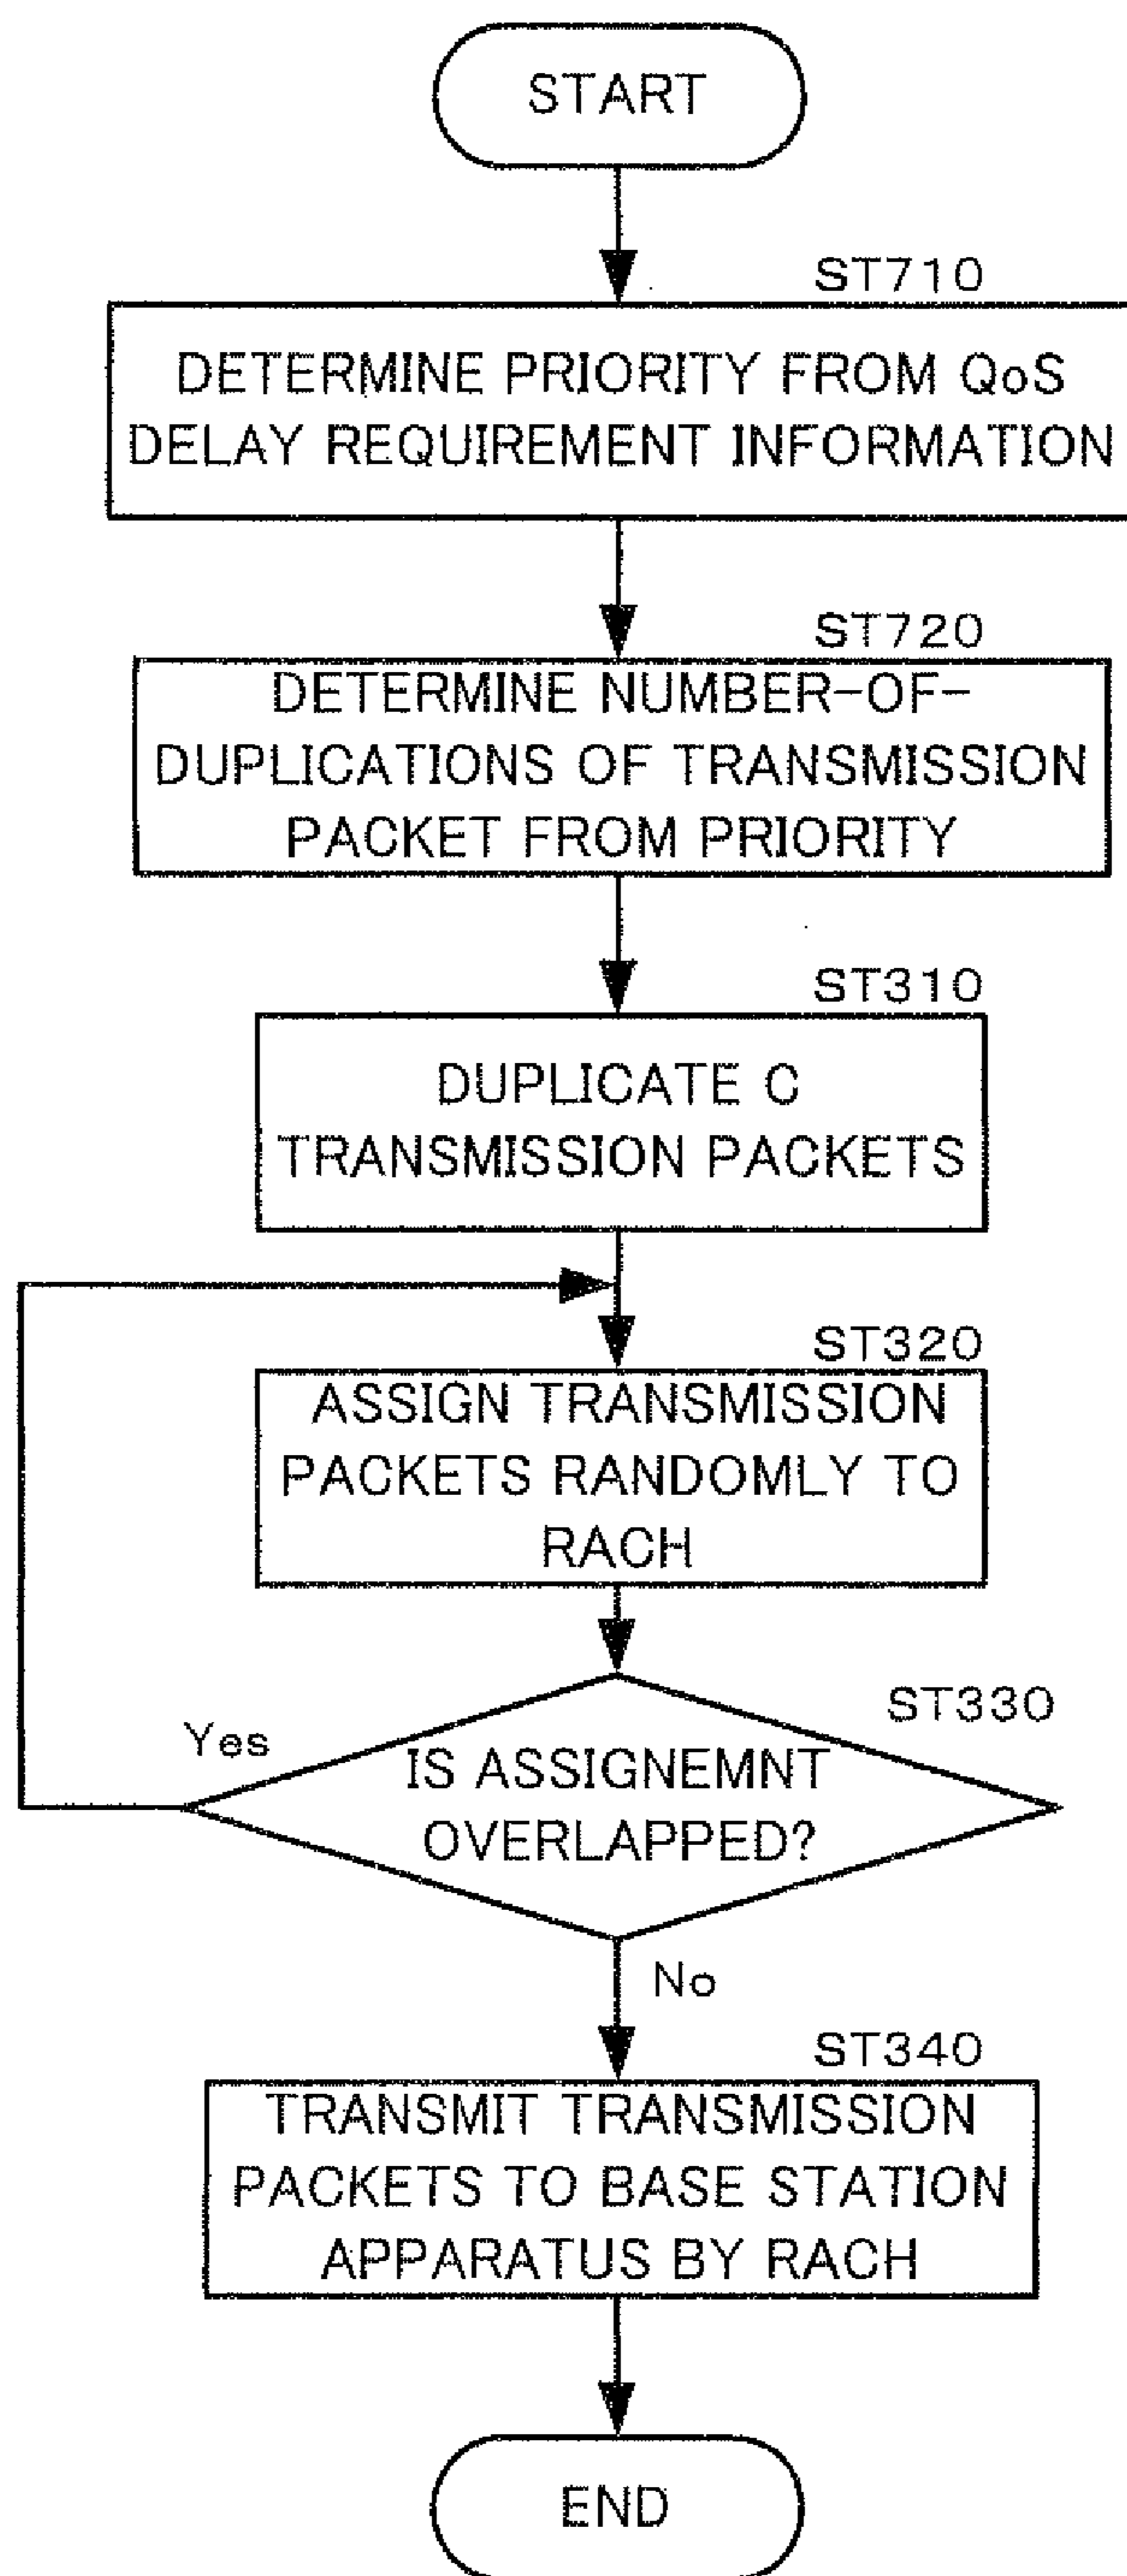 START
ST710
DETERMINE PRIORITY FROM QoS
DELAY REQUIREMENT INFORMATION
ST720
DETERMINE NUMBER-OF-
DUPLICATIONS OF TRANSMISSION
PACKET FROM PRIORITY
ST310
DUPLICATE C
TRANSMISSION PACKETS
ST320
ASSIGN TRANSMISSION
PACKETS RANDOMLY TO
RACH
ST330
Yes
IS ASSIGNEMNT
OVERLAPPED?
No
ST340
TRANSMIT TRANSMISSION
PACKETS TO BASE STATION
APPARATUS BY RACH
END